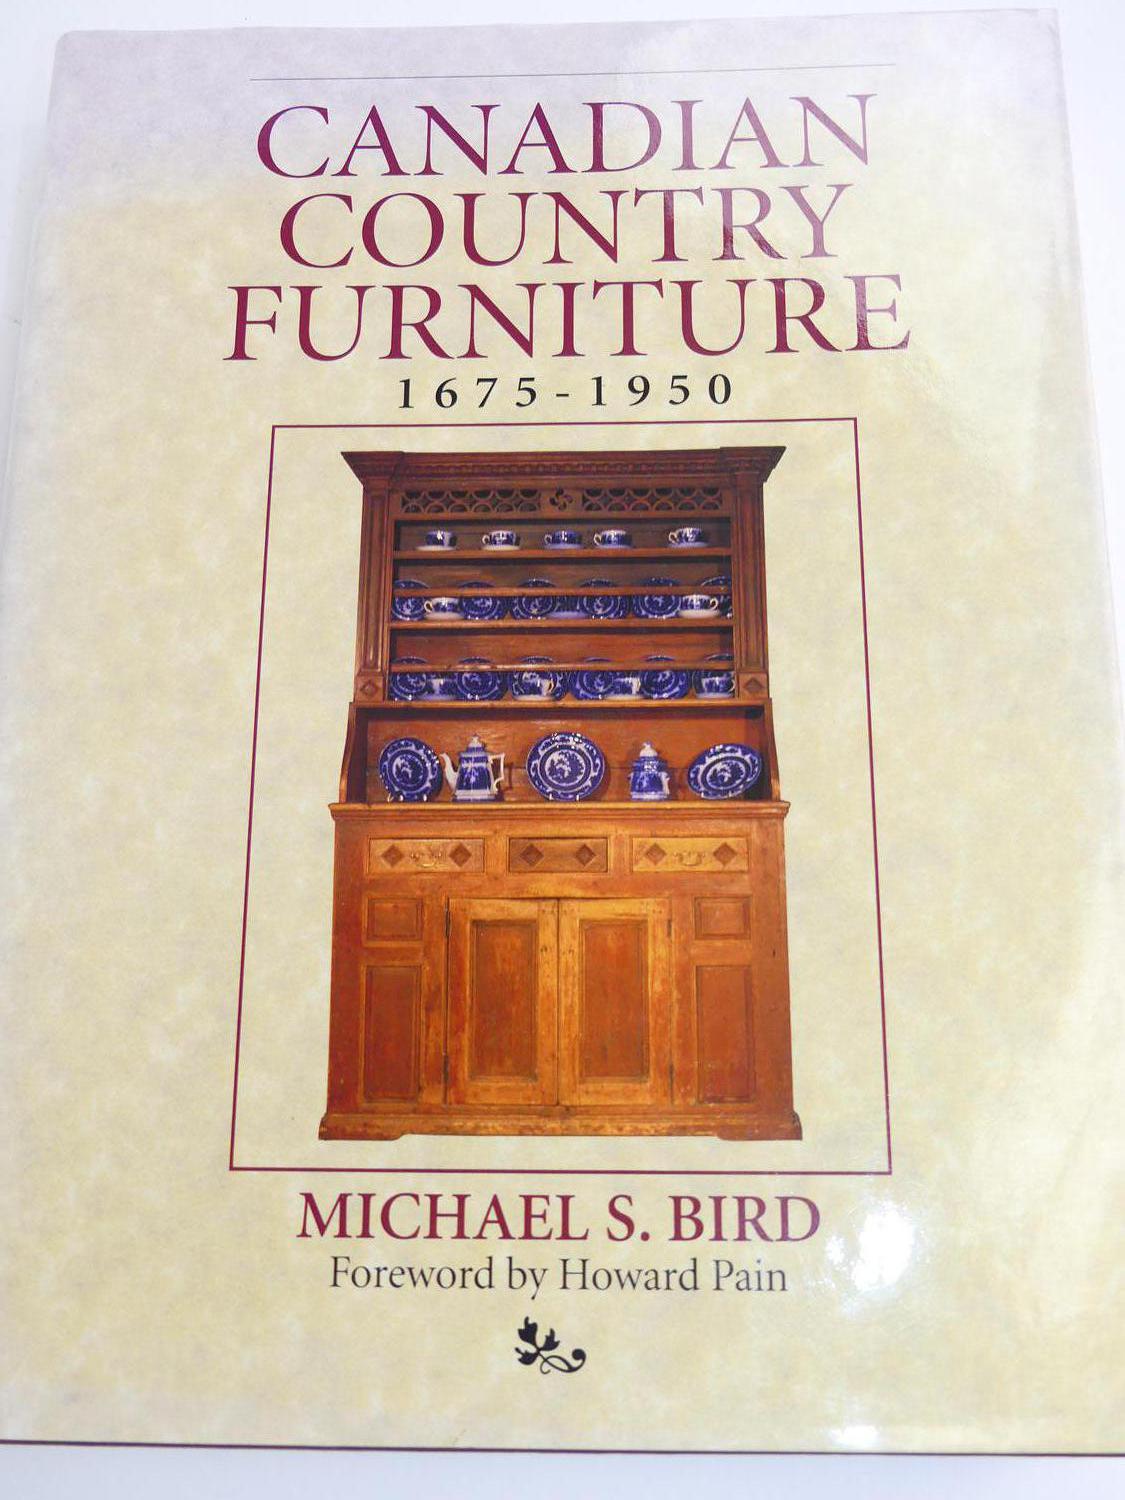 CANADIAN
COUNTRY
FURNITURE
1675-1950
MICHAEL S. BIRD
Foreword by Howard Pain